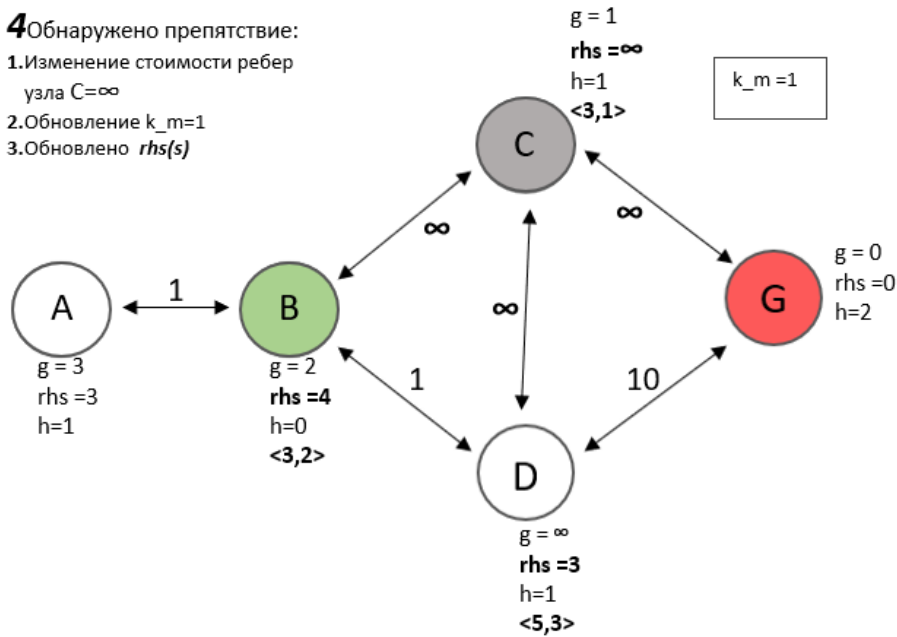 4Обнаружено препятствие:
1.Изменение стоимости ребер
узла C=∞
2.Обновление k_m=1
3.Обновлено rhs(s)
g = 1
rhs =∞
h=1
<3,1>
k_m =1
C
∞
∞
∞
A
1
B
G
g = 0
rhs =0
h=2
g = 3
rhs =3
h=1
g = 2
rhs =4
h=0
<3,2>
1
10
D
g = ∞
rhs =3
h=1
<5,3>